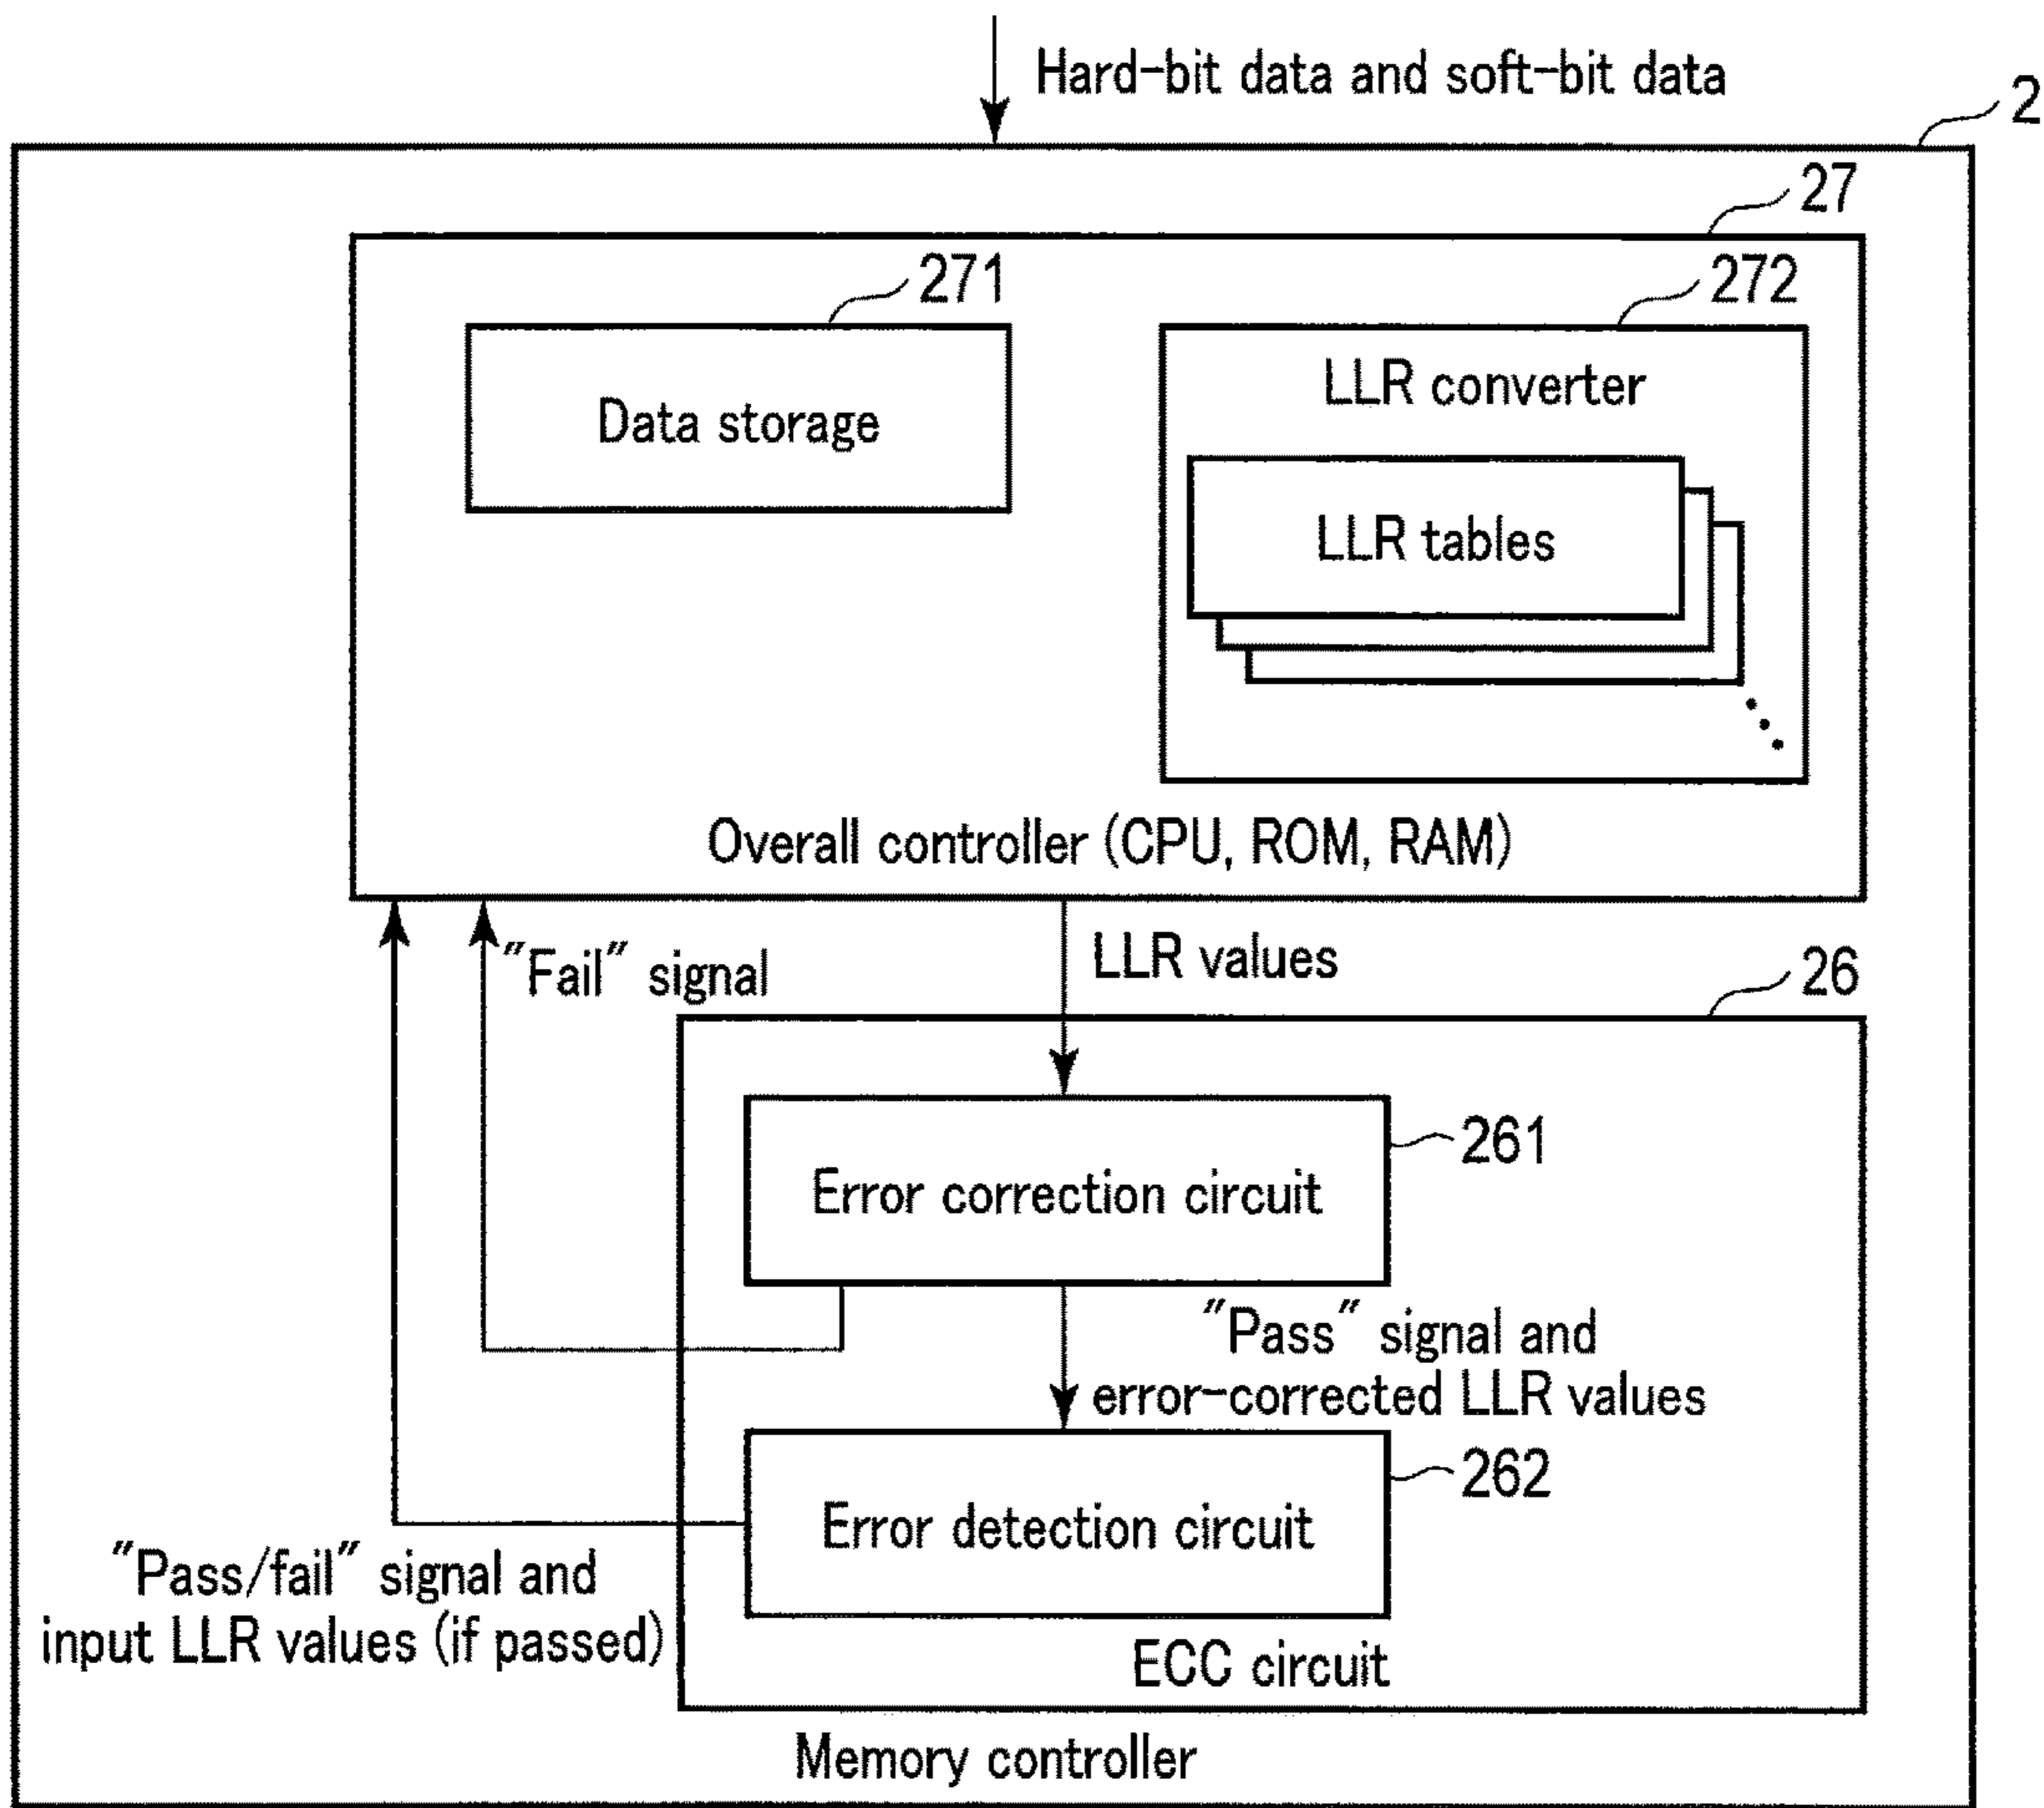 Hard-bit data and soft-bit data
2
27
271
272
Data storage
LLR converter
LLR tables
Overall controller (CPU, ROM, RAM)
"Fail" signal
LLR values
26
261
Error correction circuit
"Pass" signal and
error-corrected LLR values
262
Error detection circuit
"Pass/fail" signal and
input LLR values (if passed)
ECC circuit
Memory controller